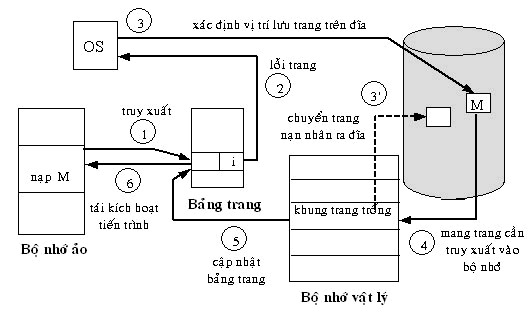 3
xác định vị trí lưu trang trên đĩa
OS
lỗi trang
2
3'
M
chuyển trang
nạn nhân ra đĩa
truy xuất
1
nạp M
i
6
tái kích hoạt
tiến trình
Bảng trang
khung trang trống
5
4
cập nhật
bảng trang
mang trang cần
truy xuất vào
bộ nhớ
Bộ nhớ ảo
Bộ nhớ vật lý